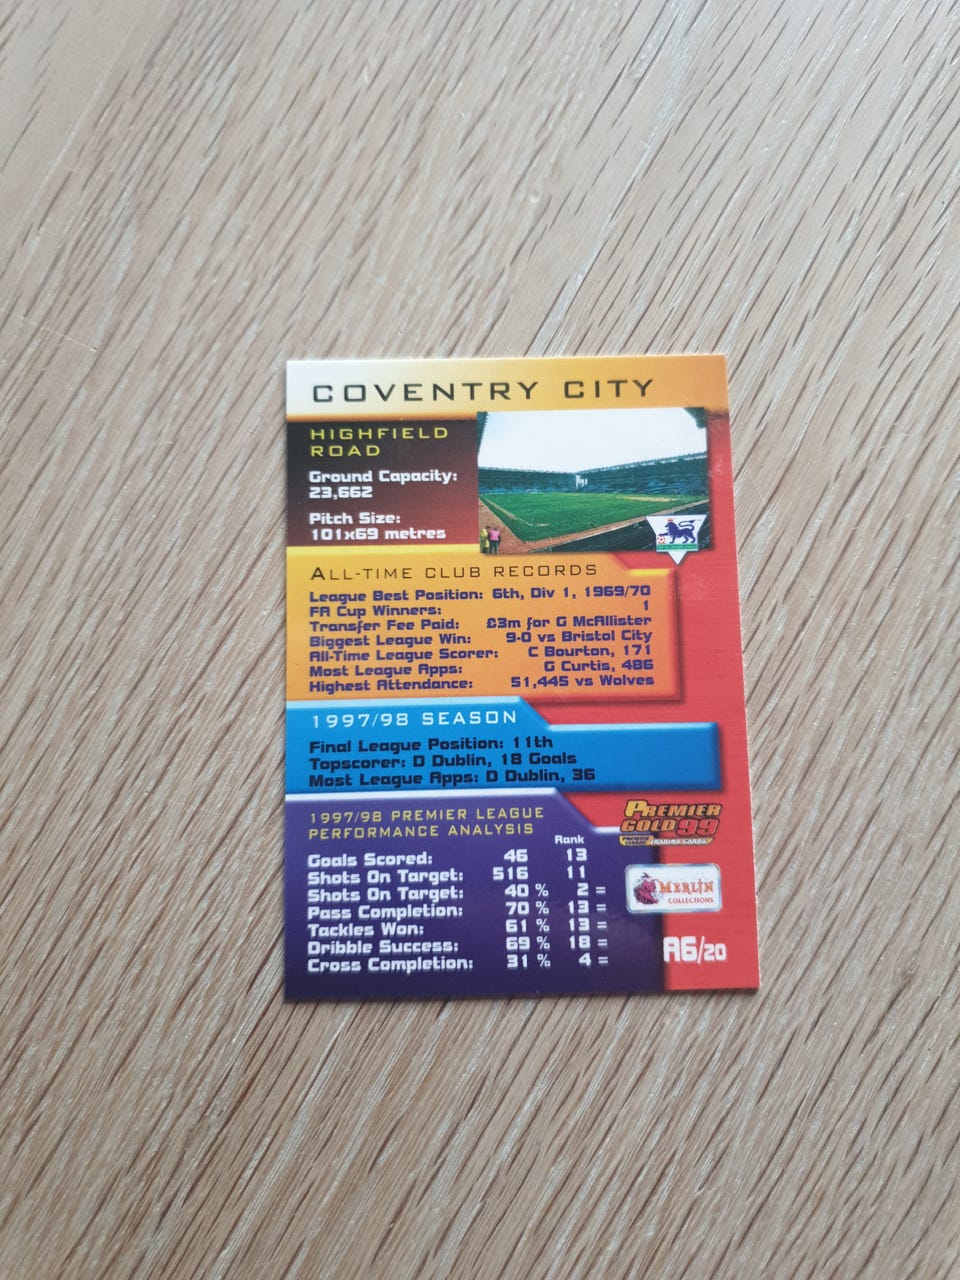 COVENTRY CITY
HIGHFIELD
ROAD
Ground Capacity:
23,662
Pitch Size:
101x69 metres
ALL-TIME CLUB RECORDS
League Best Position: 6th, Div 1, 1969/70
FA Cup Winners: 1
Transfer Fee Paid: £3m for G McAllister
Biggest League Win: 9-0 vs Bristol City
All-Time League Scorer: C Bourton, 171
Most League Apps: G Curtis, 486
Highest Attendance: 51,445 vs Wolves
1997/98 SEASON
Final League Position: 11th
Topscorer: D Dublin, 18 Goals
Most League Apps: D Dublin, 36
1997/98 PREMIER LEAGUE
PERFORMANCE ANALYSIS
Rank
Goals Scored: 46 13
Shots On Target: 516 11
Shots On Target: 40 % 2 =
Pass Completion: 70 % 13 =
Tackles Won: 61 % 13 =
Dribble Success: 69 % 18 =
Cross Completion: 31 % 4 =
PREMIER
GOLD 99
PREMIER LEAGUE TRADING CARDS
MERLIN
COLLECTIONS
A6/20